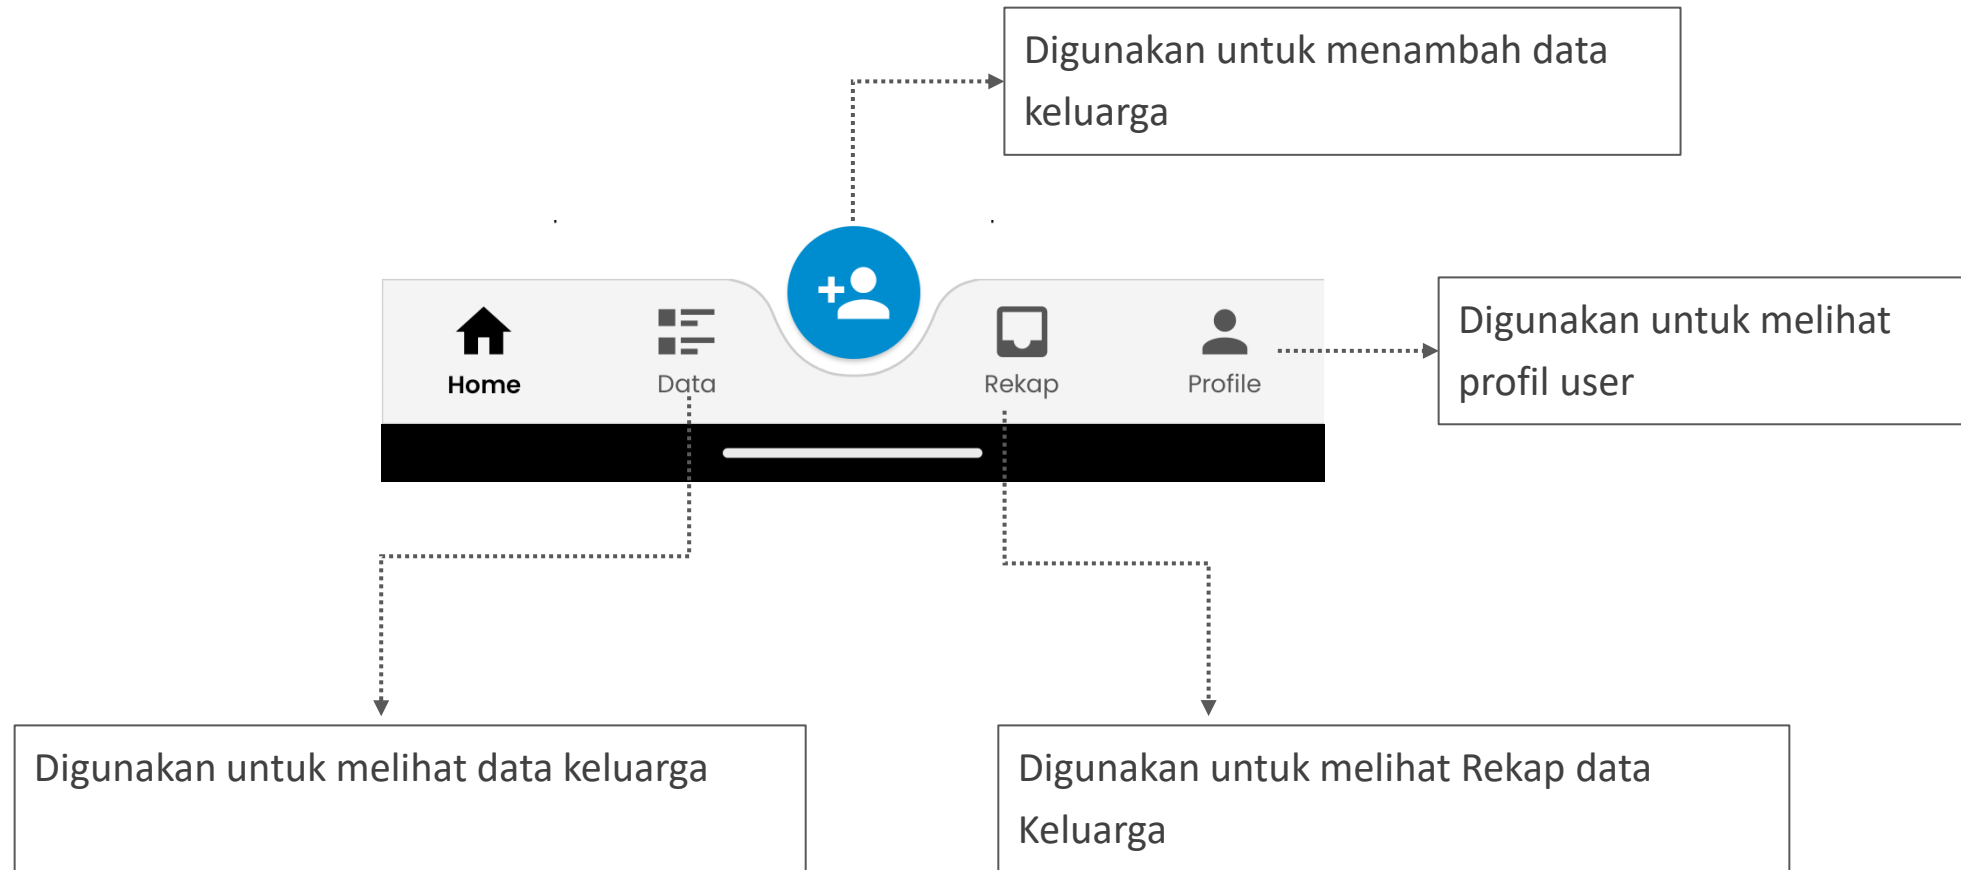 Digunakan untuk menambah data
keluarga
Home
Data
Rekap
Profile
Digunakan untuk melihat
profil user
Digunakan untuk melihat data keluarga
Digunakan untuk melihat Rekap data
Keluarga